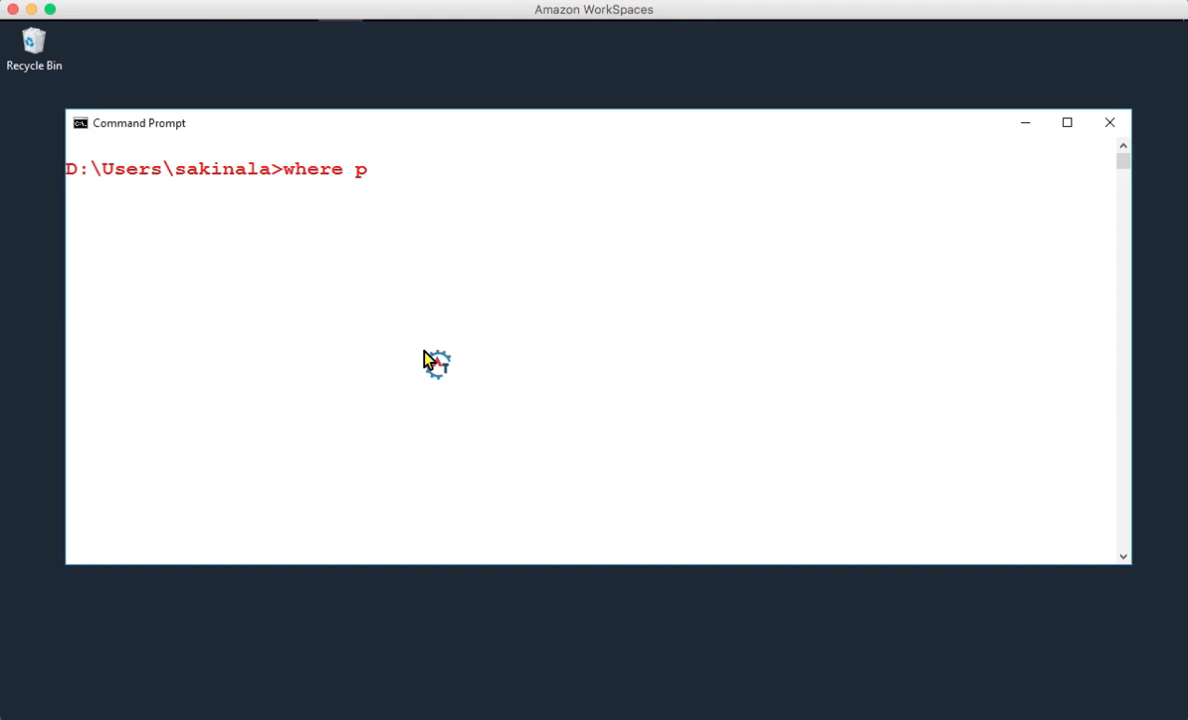 Amazon WorkSpaces
Recycle Bin
Command Prompt
D:\Users\sakinala>where p